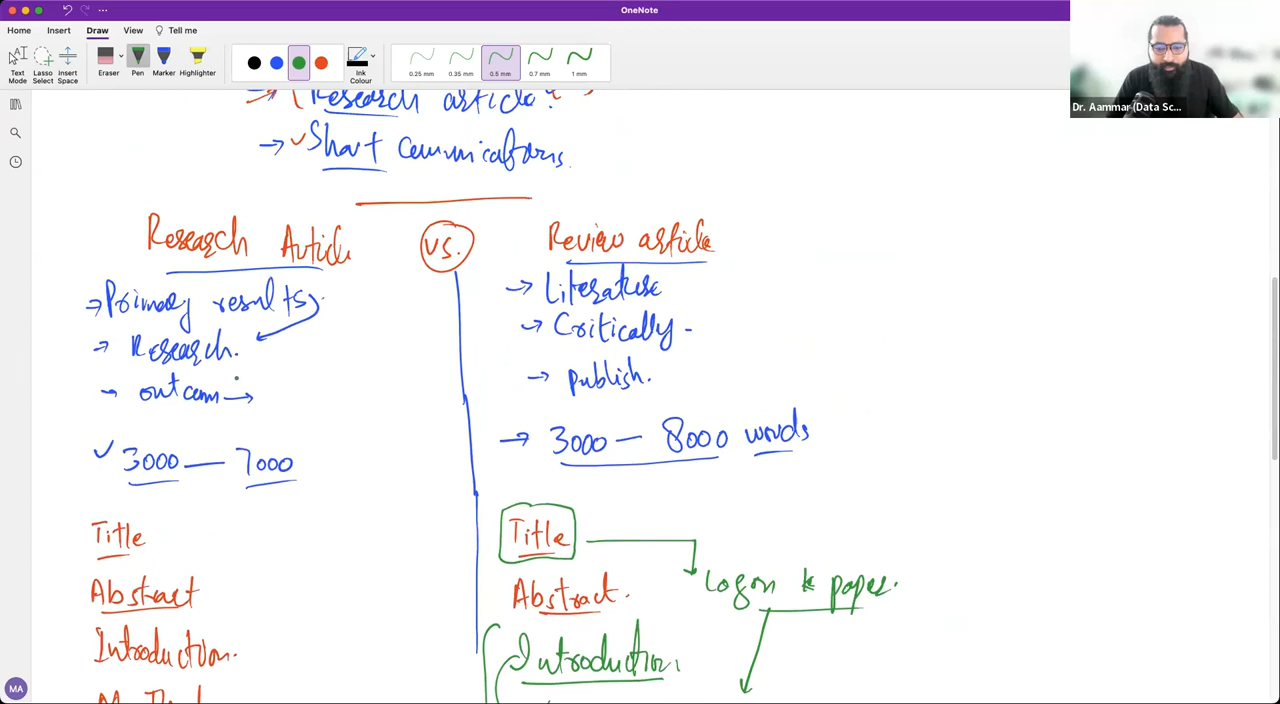 OneNote
Home Insert Draw View Tell me
Text Mode
Lasso Select
Insert Space
Eraser
Pen
Marker
Highlighter
Ink Colour
0.25 mm
0.35 mm
0.5 mm
0.7 mm
1 mm
Dr. Aammar (Data Sc...
→ ( Research article?
→ ✓ Short communications.
Research Article
vs.
Review article
→ Primary results
→ Research.
→ outcom →
✓ 3000 — 7000
Title
Abstract
Introduction.
→ Literature
→ Critically -
→ publish.
→ 3000 — 8000 words
Title
Logon k paper.
Abstract.
Introduction.
MA